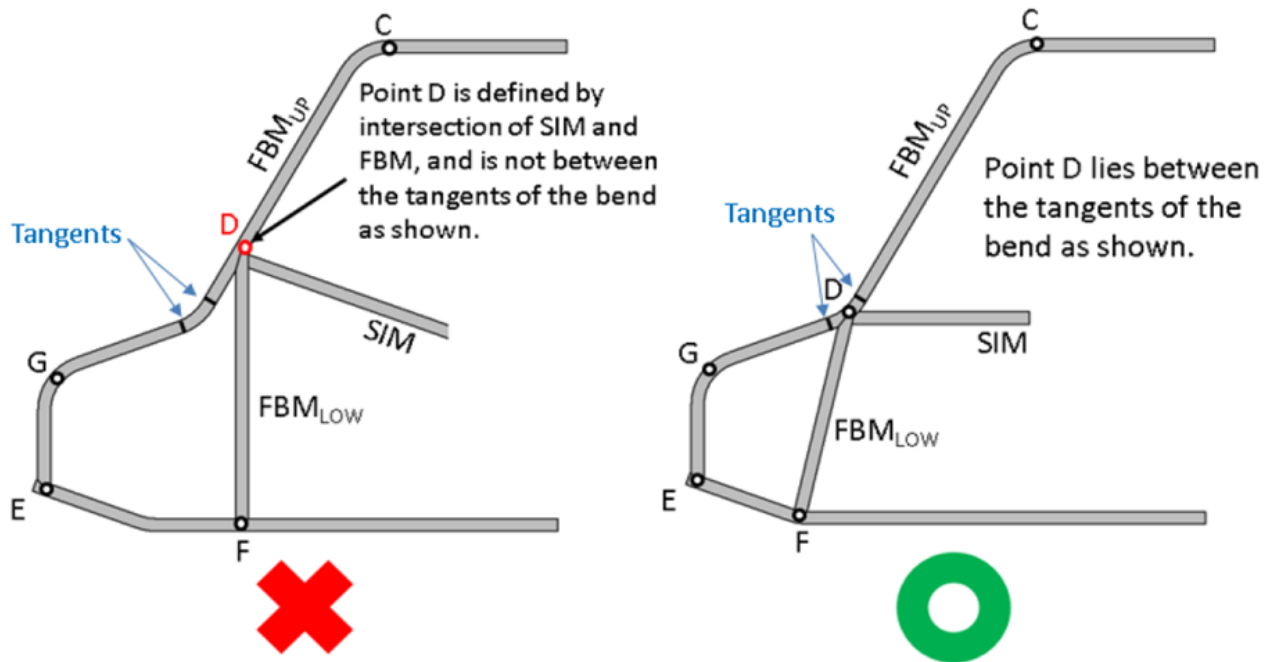 C
FBM_UP
Point D is defined by
intersection of SIM and
FBM, and is not between
the tangents of the bend
as shown.
D
Tangents
SIM
G
FBM_LOW
E
F
C
FBM_UP
Point D lies between
the tangents of the
bend as shown.
Tangents
D
SIM
G
FBM_LOW
E
F